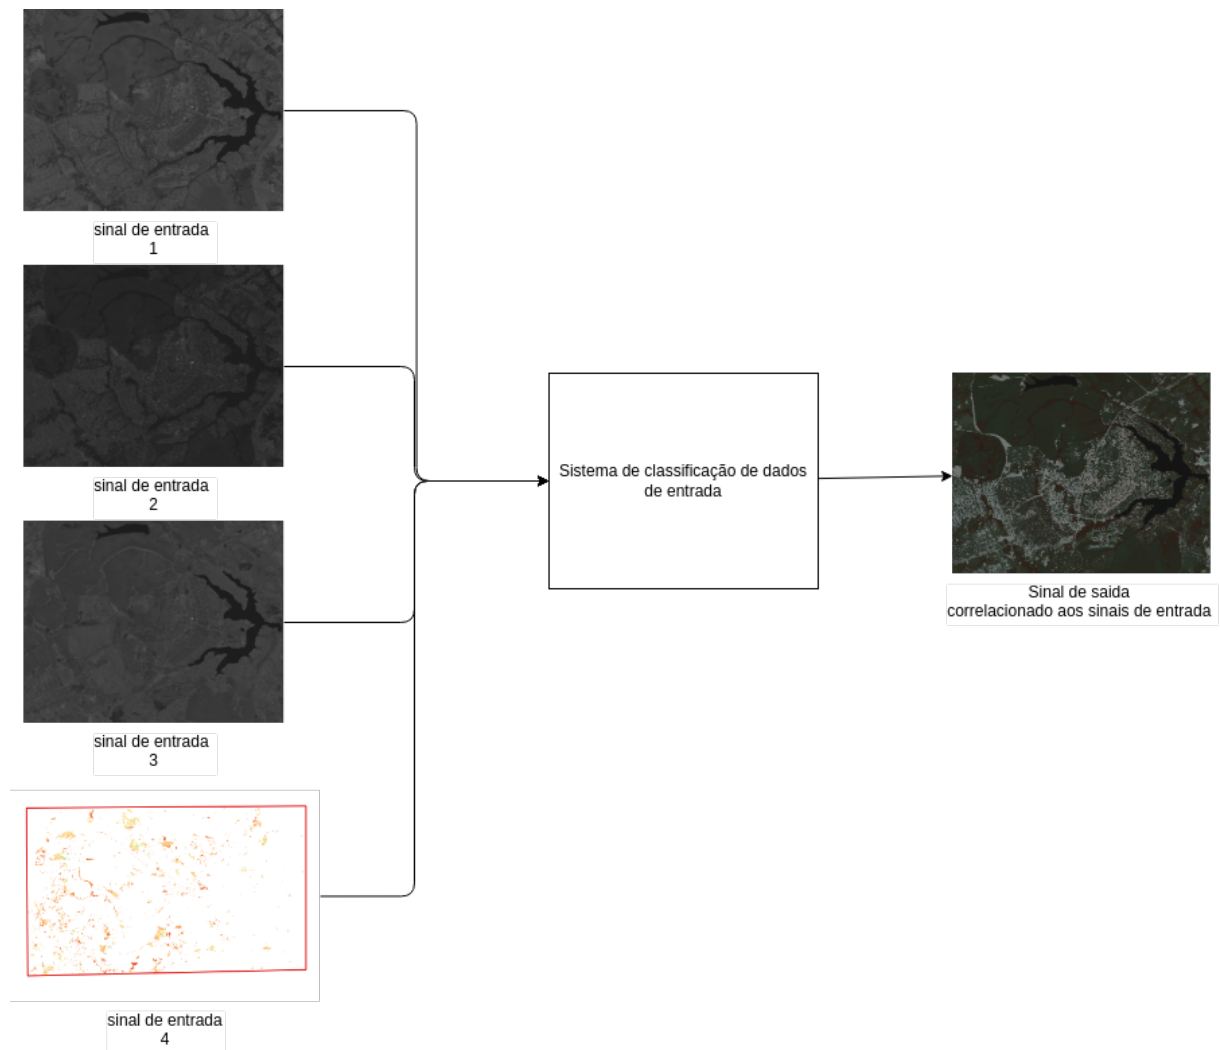 sinal de entrada
1
sinal de entrada
2
sinal de entrada
3
sinal de entrada
4
Sistema de classificação de dados
de entrada
Sinal de saida
correlacionado aos sinais de entrada